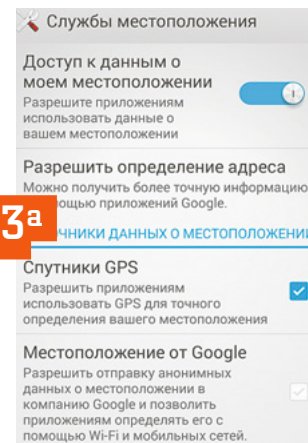 Службы местоположения
Доступ к данным о
моем местоположении
Разрешите приложениям
использовать данные о
вашем местоположении
Разрешить определение адреса
Можно получить более точную информацию
приложений Google.
3а
ДАННЫХ О МЕСТОПОЛОЖЕНИИ
Спутники GPS
Разрешить приложениям
использовать GPS для точного
определения вашего местоположения
Местоположение от Google
Разрешить отправку анонимных
данных о местоположении в
компанию Google и позволить
приложениям определять его с
помощью Wi-Fi и мобильных сетей.